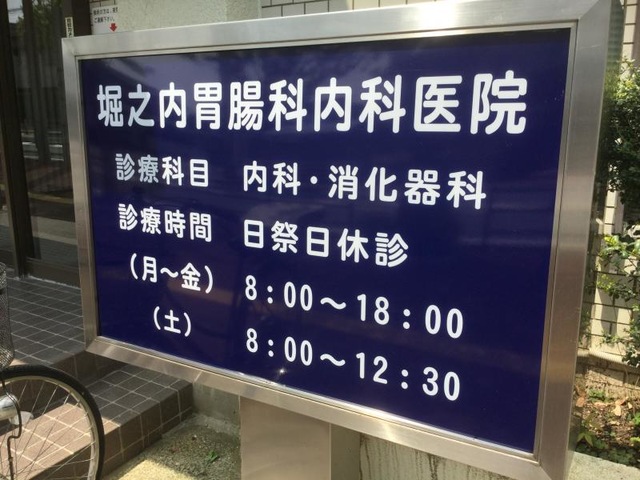 堀之内胃腸科内科医院
診療科目 内科・消化器科
診療時間 日祭日休診
(月～金) 8:00～18:00
(土) 8:00～12:30